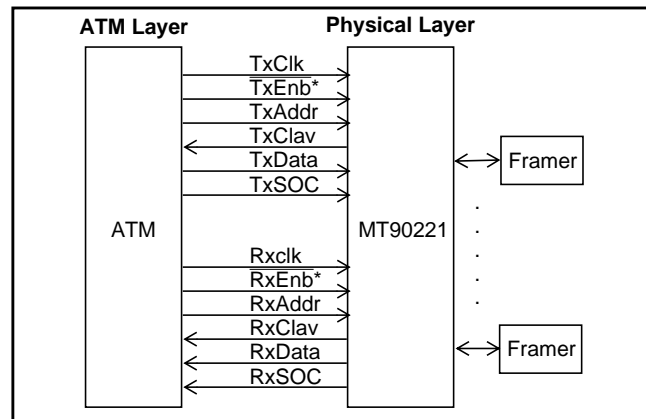 ATM Layer
Physical Layer
TxClk
TxEnb*
TxAddr
TxClav
TxData
TxSOC
Framer
ATM
MT90221
Rxclk
RxEnb*
RxAddr
RxClav
RxData
RxSOC
Framer